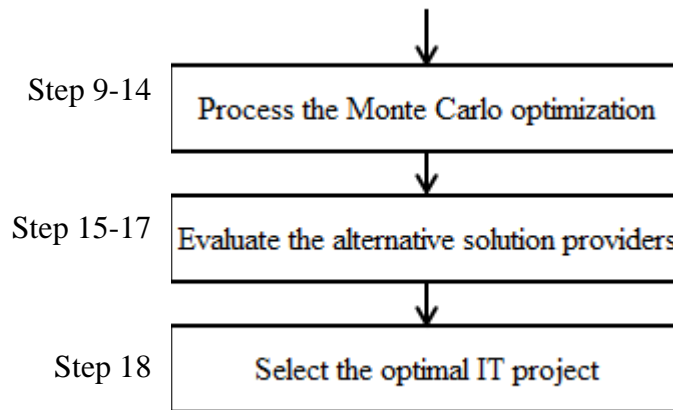 Step 9-14
Process the Monte Carlo optimization
Step 15-17
Evaluate the alternative solution providers
Step 18
Select the optimal IT project